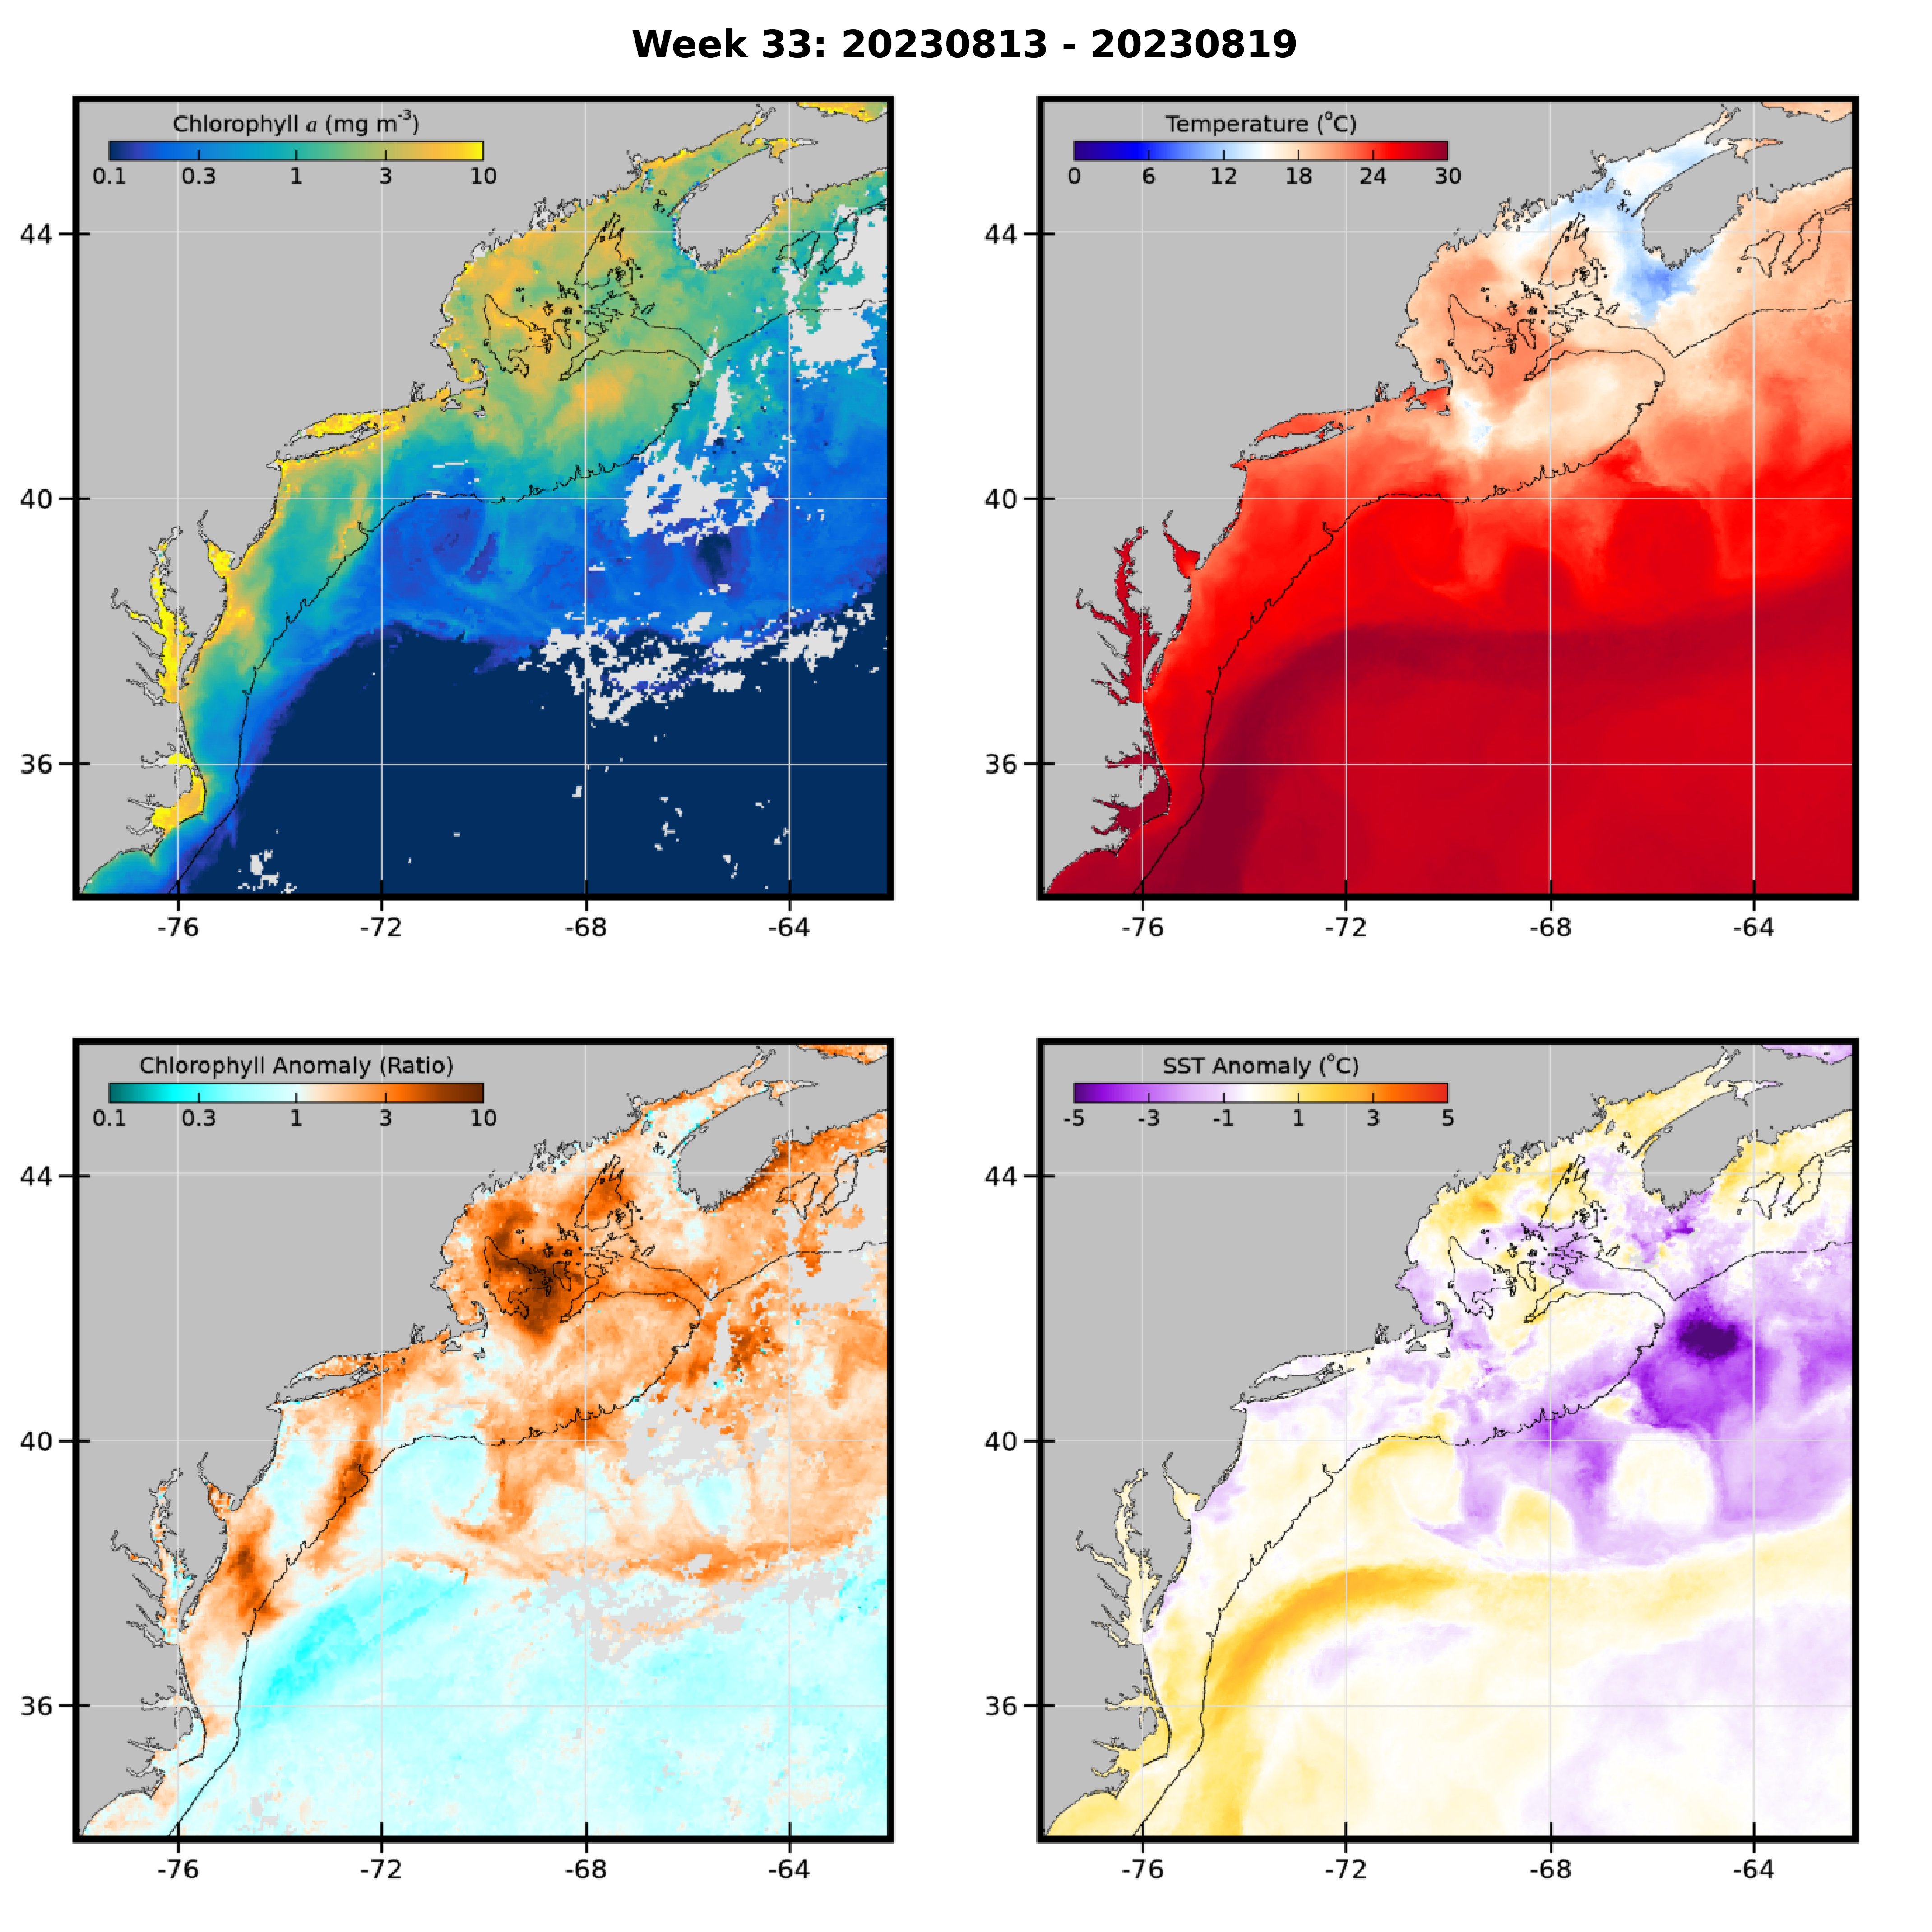 Week 33: 20230813 - 20230819
Chlorophyll a (mg m-3)
0.1 0.3 1 3 10
44
40
36
-76 -72 -68 -64
Temperature (oC)
0 6 12 18 24 30
44
40
36
-76 -72 -68 -64
Chlorophyll Anomaly (Ratio)
0.1 0.3 1 3 10
44
40
36
-76 -72 -68 -64
SST Anomaly (oC)
-5 -3 -1 1 3 5
44
40
36
-76 -72 -68 -64